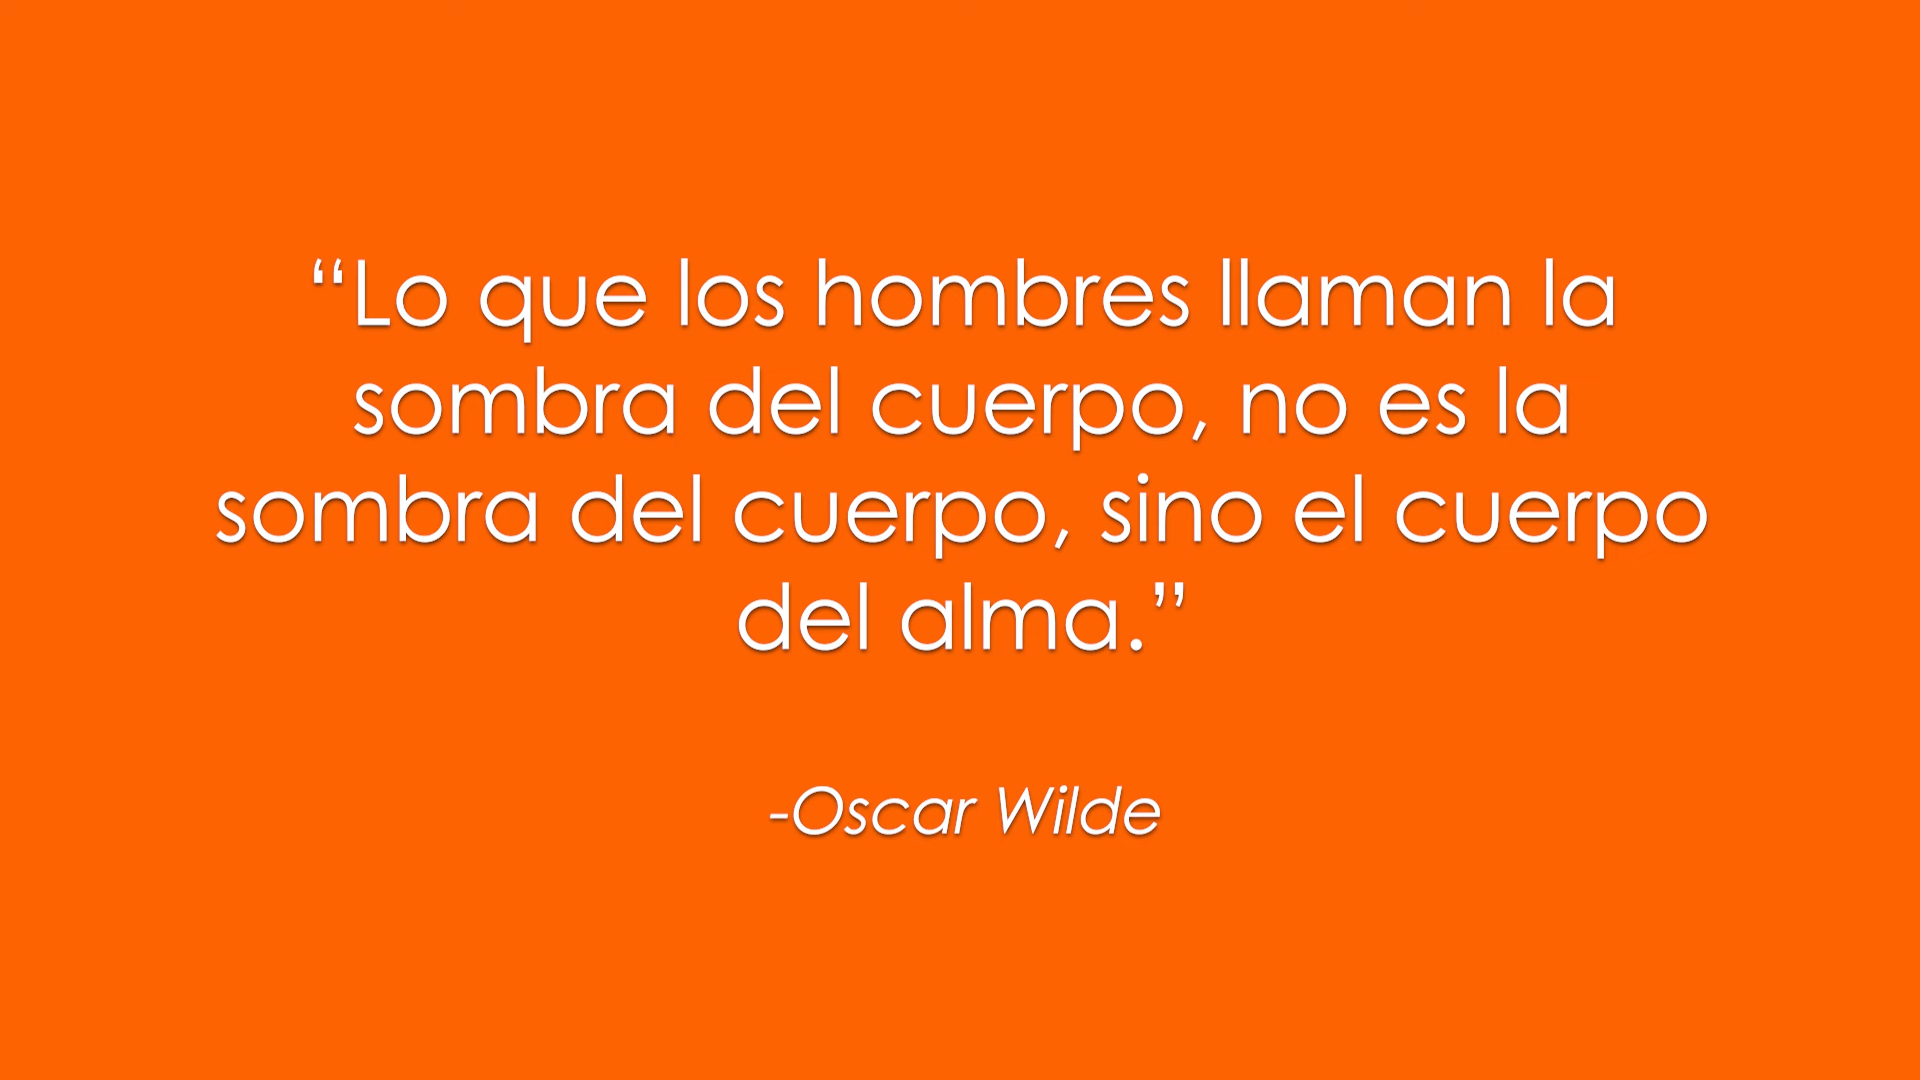 “Lo que los hombres llaman la
sombra del cuerpo, no es la
sombra del cuerpo, sino el cuerpo
del alma.”
-Oscar Wilde